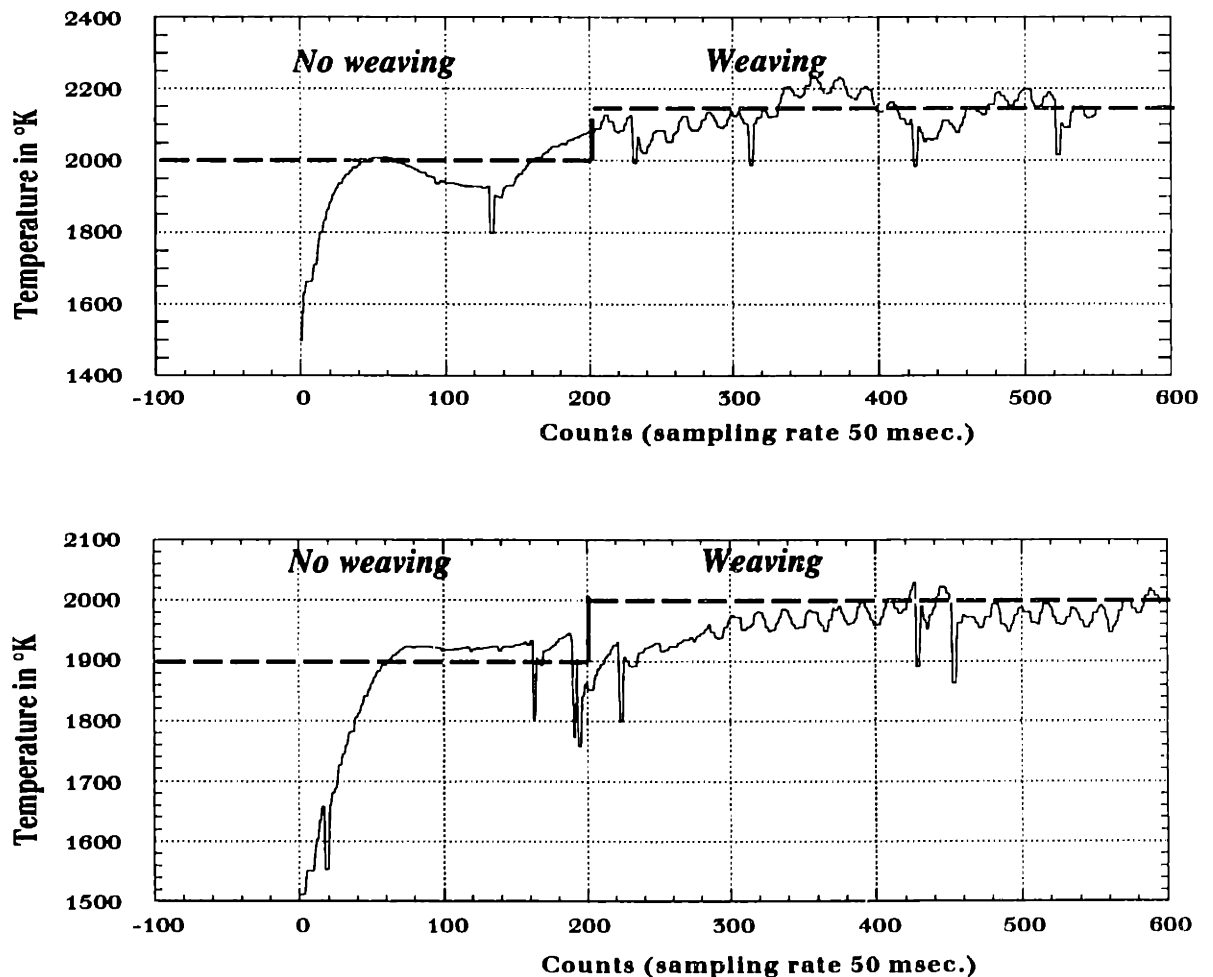 2400
No weaving Weaving
2200
2000
1800
1600
1400
Temperature in °K
-100 0 100 200 300 400 500 600
Counts (sampling rate 50 msec.)
2100
No weaving Weaving
2000
1900
1800
1700
1600
1500
Temperature in °K
-100 0 100 200 300 400 500 600
Counts (sampling rate 50 msec.)